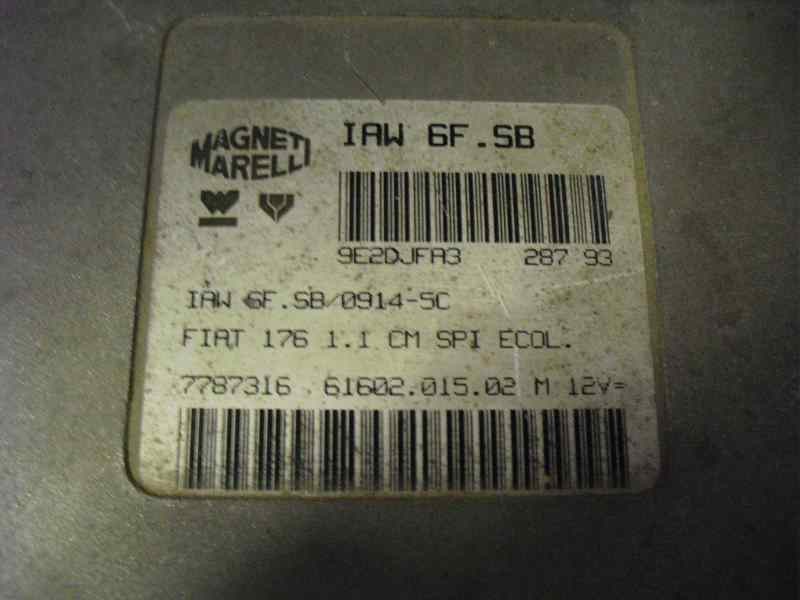 MAGNETI
MARELLI
IAW 6F.SB
9E2DJFA3 287 93
IAW 6F.SB/0914-5C
FIAT 176 1.1 CM SPI ECOL.
7787316 61602.015.02 M 12V=